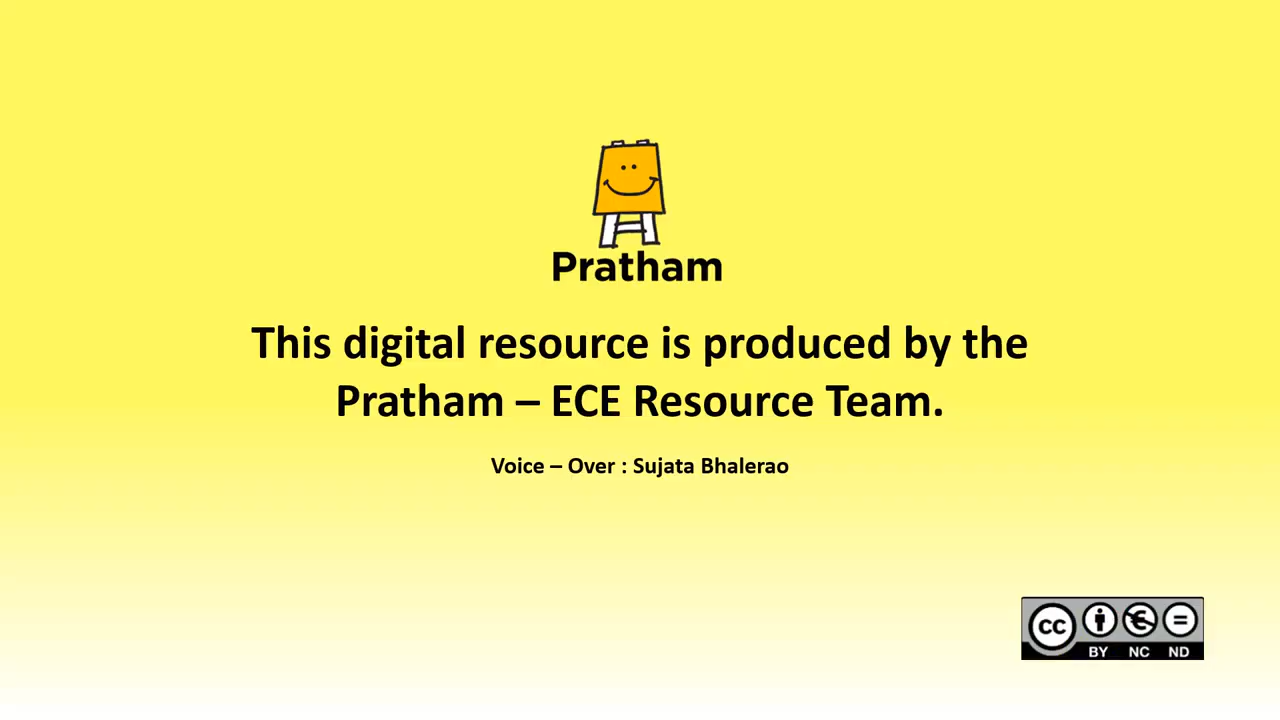 Pratham
This digital resource is produced by the
Pratham – ECE Resource Team.
Voice – Over : Sujata Bhalerao
cc BY NC ND